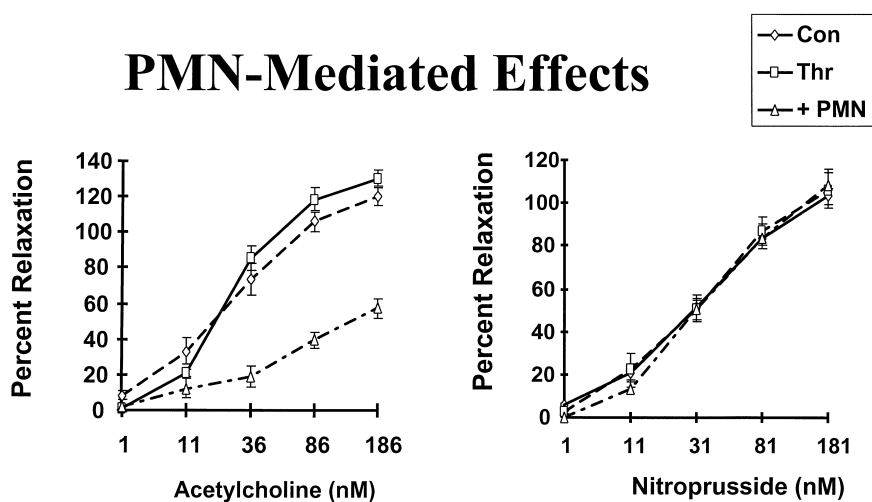 PMN-Mediated Effects
Con
Thr
+ PMN
Percent Relaxation
140
120
100
80
60
40
20
0
1 11 36 86 186
Acetylcholine (nM)
Percent Relaxation
120
100
80
60
40
20
0
1 11 31 81 181
Nitroprusside (nM)